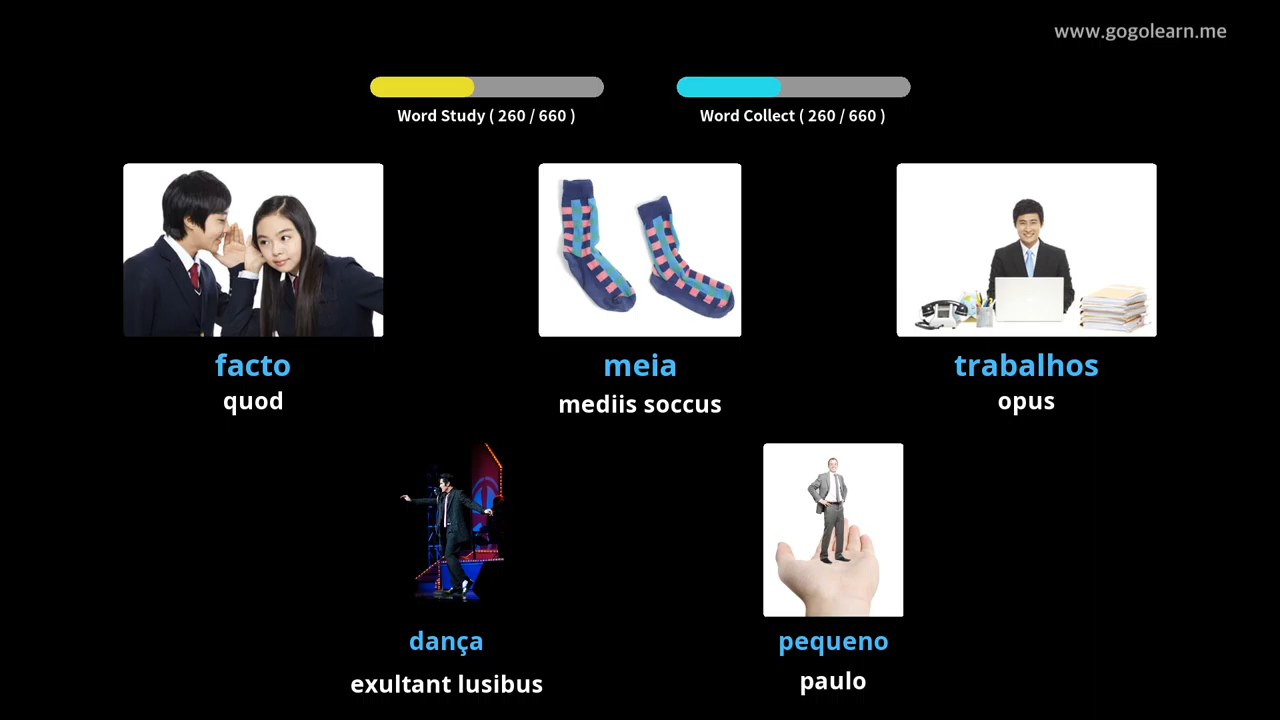 www.gogolearn.me
Word Study ( 260 / 660 )
Word Collect ( 260 / 660 )
facto
quod
meia
mediis soccus
trabalhos
opus
dança
exultant lusibus
pequeno
paulo